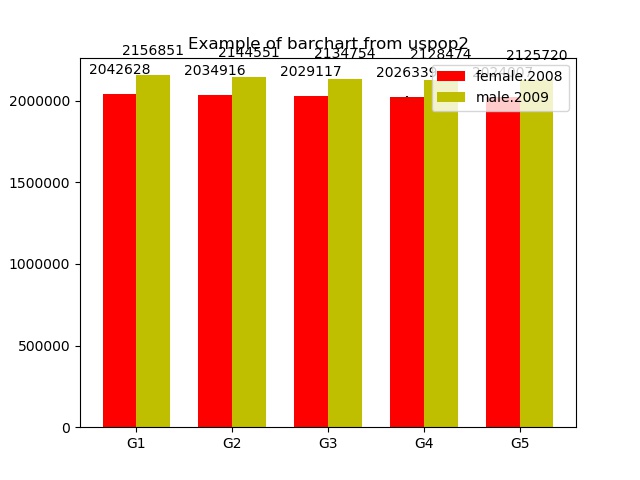 Example of barchart from uspop2
2156851
2144551
2134754
2128474
2125720
2042628
2034916
2029117
2026339
female.2008
male.2009
2000000
1500000
1000000
500000
0
G1
G2
G3
G4
G5